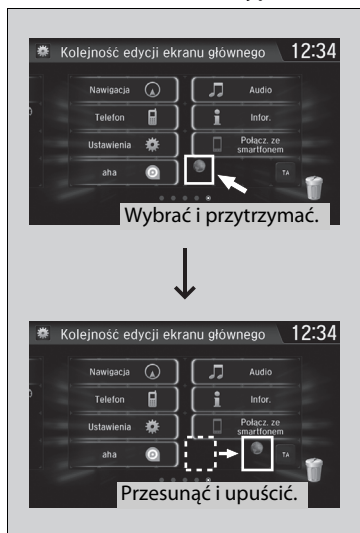 Kolejność edycji ekranu głównego 12:34
Nawigacja Audio
Telefon Infor.
Ustawienia Połącz. ze
smartfonem
aha TA
Wybrać i przytrzymać.
Kolejność edycji ekranu głównego 12:34
Nawigacja Audio
Telefon Infor.
Ustawienia Połącz. ze
smartfonem
aha TA
Przesunąć i upuścić.